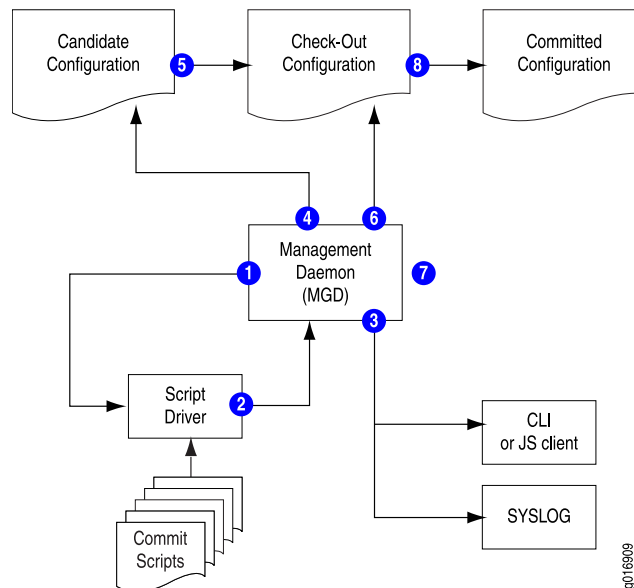 Candidate
Configuration
5
Check-Out
Configuration
8
Committed
Configuration
4
6
Management
Daemon
(MGD)
1
7
3
Script
Driver
2
CLI
or JS client
SYSLOG
Commit
Scripts
g016909